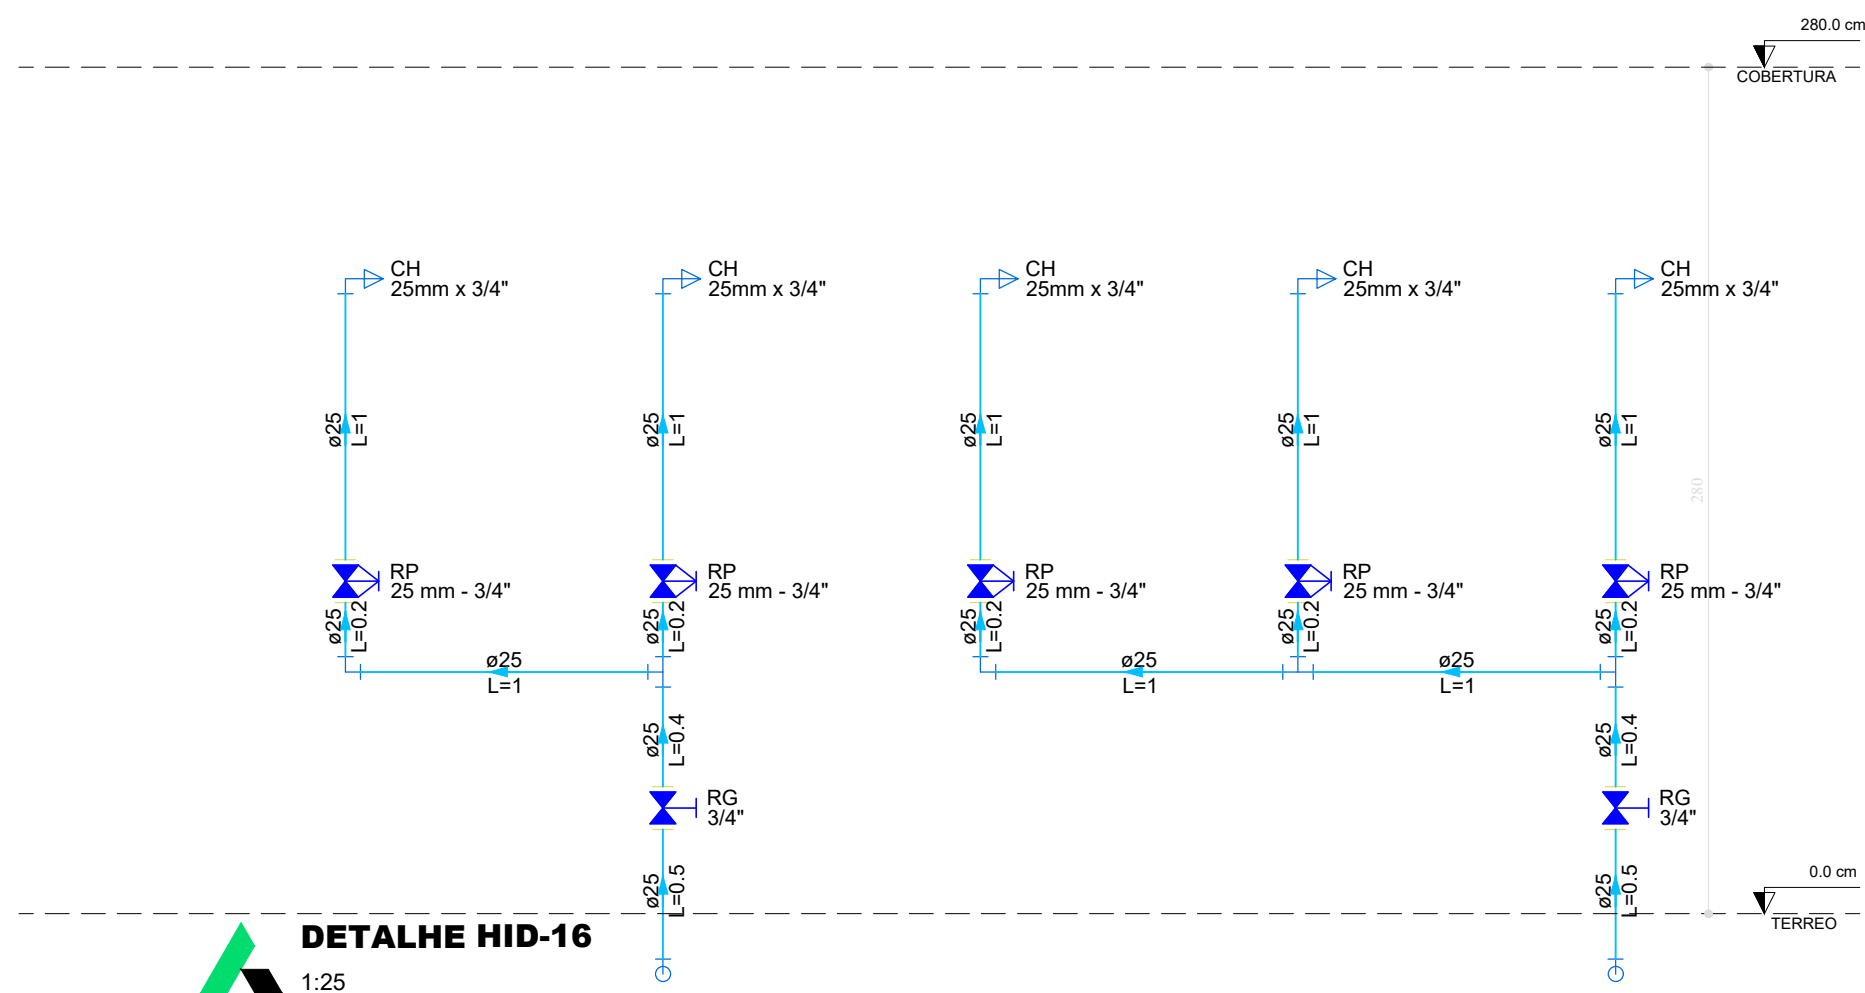 280.0 cm
COBERTURA
CH
25mm x 3/4"
CH
25mm x 3/4"
CH
25mm x 3/4"
CH
25mm x 3/4"
CH
25mm x 3/4"
ø25
L=1
ø25
L=1
ø25
L=1
ø25
L=1
ø25
L=1
280
RP
25 mm - 3/4"
RP
25 mm - 3/4"
RP
25 mm - 3/4"
RP
25 mm - 3/4"
RP
25 mm - 3/4"
ø25
L=0.2
ø25
L=0.2
ø25
L=0.2
ø25
L=0.2
ø25
L=0.2
ø25
L=1
ø25
L=1
ø25
L=1
ø25
L=0.4
ø25
L=0.4
RG
3/4"
RG
3/4"
ø25
L=0.5
ø25
L=0.5
0.0 cm
TERREO
DETALHE HID-16
1:25